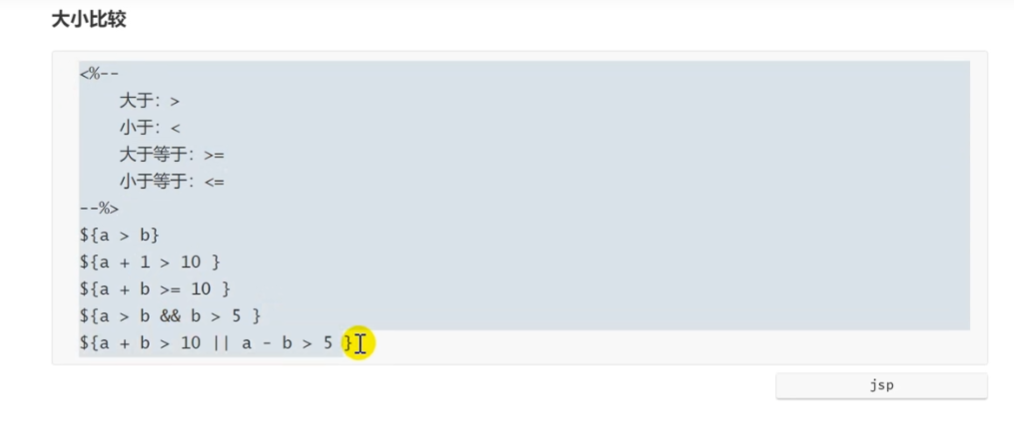 大小比较
<%--
    大于: >
    小于: <
    大于等于: >=
    小于等于: <=
--%>
${a > b}
${a + 1 > 10 }
${a + b >= 10 }
${a > b && b > 5 }
${a + b > 10 || a - b > 5 }
jsp